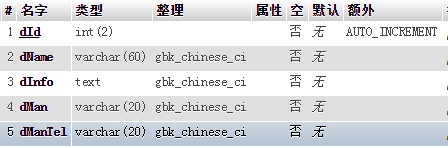 # 名字 类型 整理 属性 空 默认 额外
1 dId int(2) 否 无 AUTO_INCREMENT
2 dName varchar(60) gbk_chinese_ci 否 无
3 dInfo text gbk_chinese_ci 否 无
4 dMan varchar(20) gbk_chinese_ci 否 无
5 dManTel varchar(20) gbk_chinese_ci 否 无